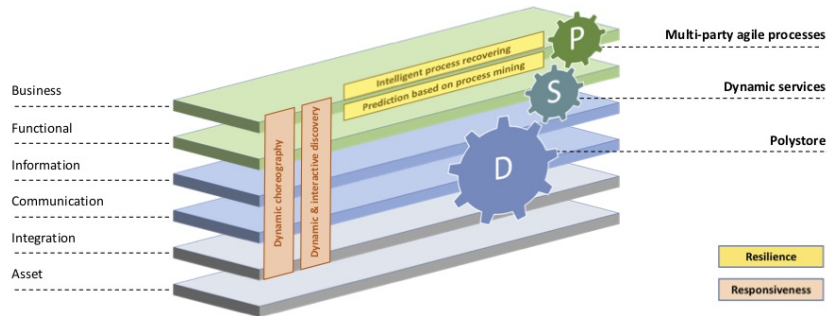 Business
Functional
Information
Communication
Integration
Asset
Dynamic choreography
Dynamic & interactive discovery
Intelligent process recovering
Prediction based on process mining
P
S
D
Multi-party agile processes
Dynamic services
Polystore
Resilience
Responsiveness